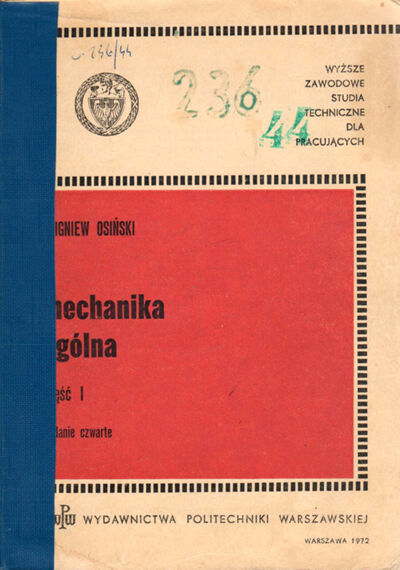 U-236/44
236
44
WYŻSZE
ZAWODOWE
STUDIA
TECHNICZNE
DLA
PRACUJĄCYCH
IGNIEW OSIŃSKI
mechanika
gólna
ęść I
danie czwarte
WPW WYDAWNICTWA POLITECHNIKI WARSZAWSKIEJ
WARSZAWA 1972